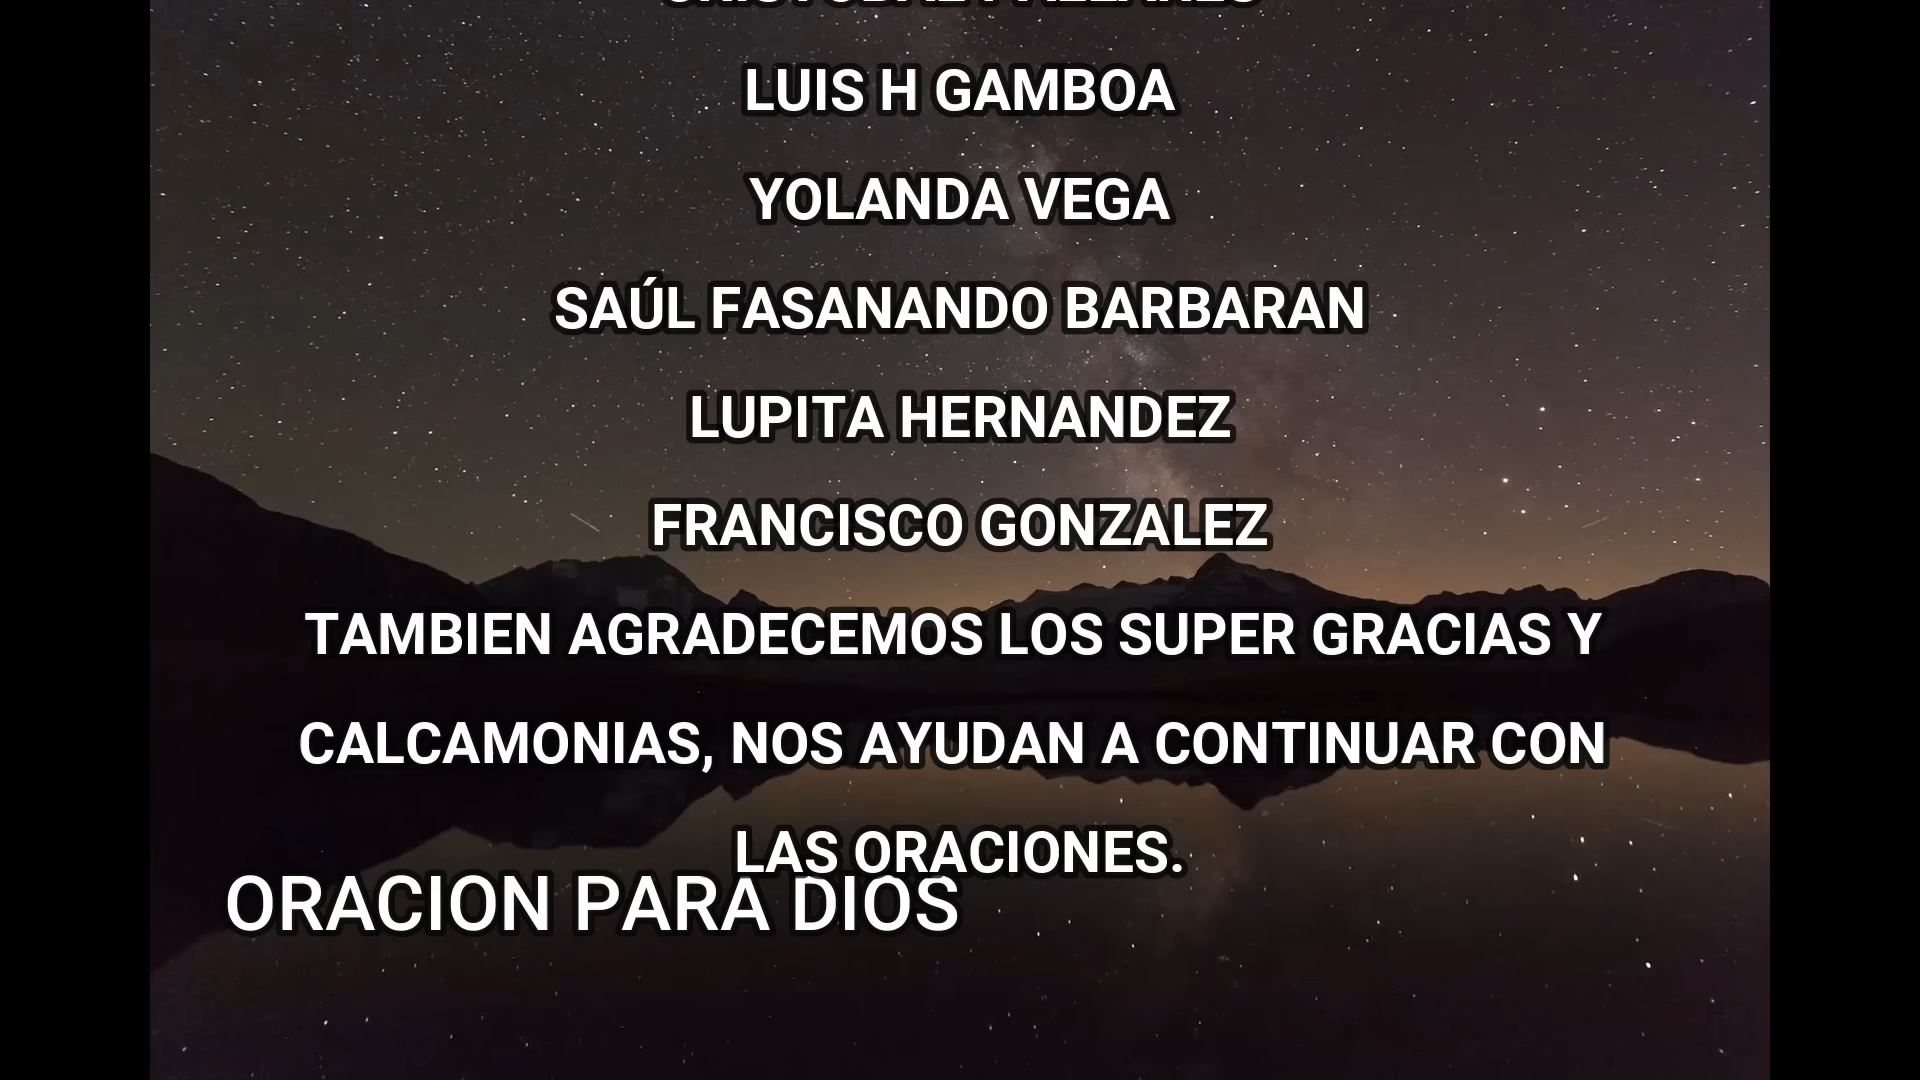 LUIS H GAMBOA
YOLANDA VEGA
SAÚL FASANANDO BARBARAN
LUPITA HERNANDEZ
FRANCISCO GONZALEZ
TAMBIEN AGRADECEMOS LOS SUPER GRACIAS Y
CALCAMONIAS, NOS AYUDAN A CONTINUAR CON
LAS ORACIONES.
ORACION PARA DIOS